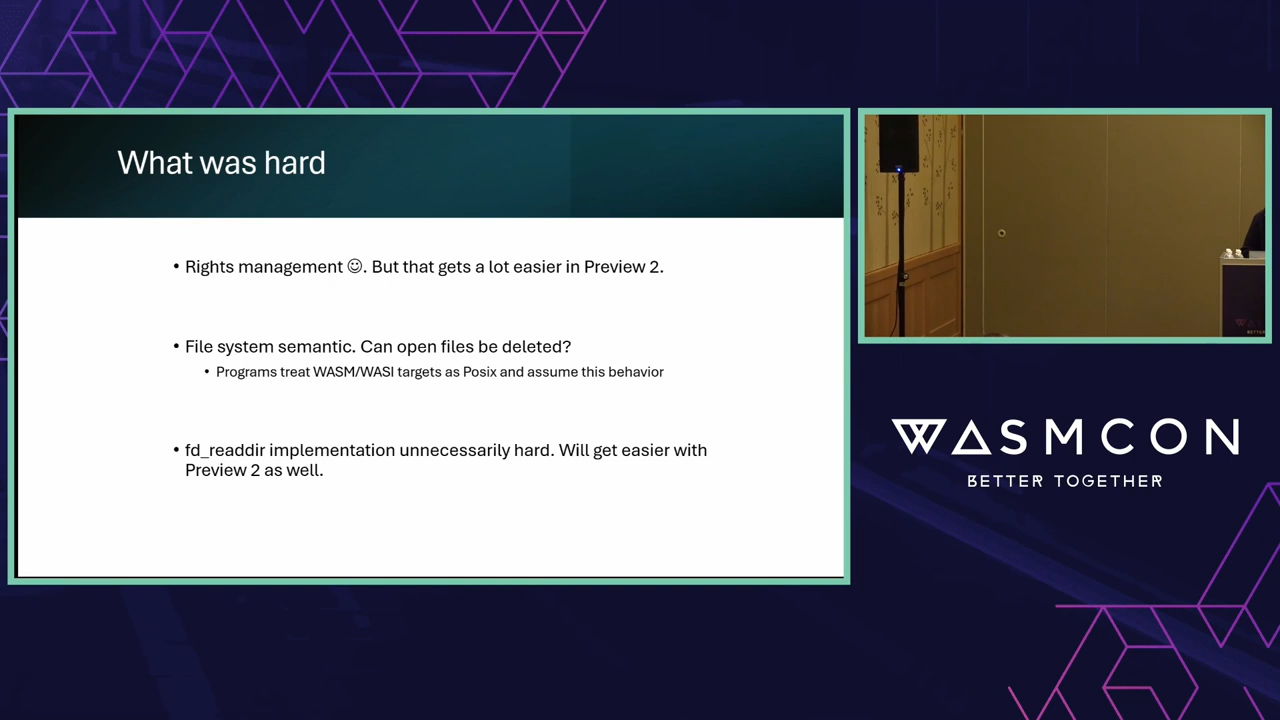 What was hard
• Rights management ☺. But that gets a lot easier in Preview 2.
• File system semantic. Can open files be deleted?
• Programs treat WASM/WASI targets as Posix and assume this behavior
• fd_readdir implementation unnecessarily hard. Will get easier with
Preview 2 as well.
WASMCON
BETTER TOGETHER